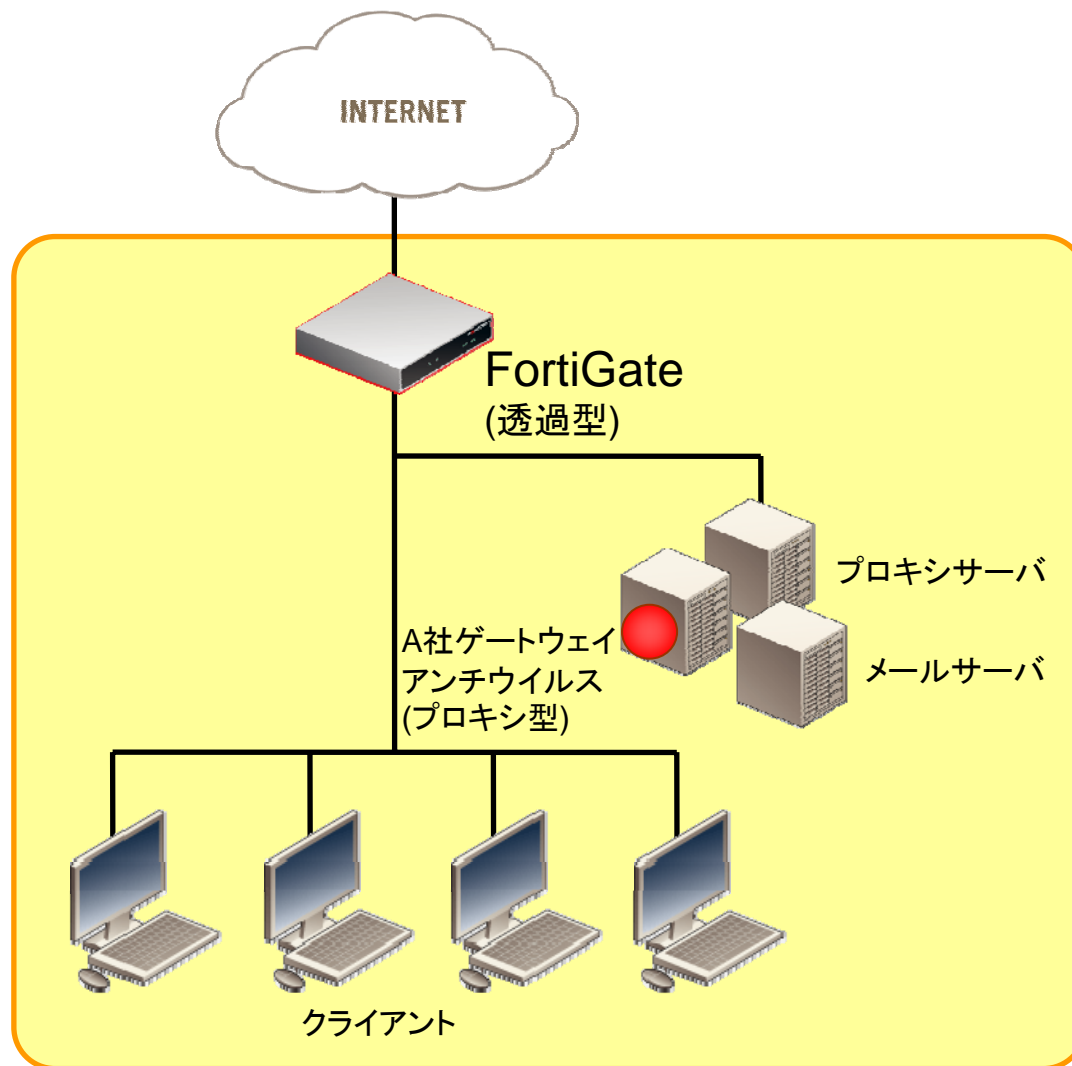 INTERNET
FortiGate
(透過型)
プロキシサーバ
A社ゲートウェイ
アンチウイルス
(プロキシ型)
メールサーバ
クライアント